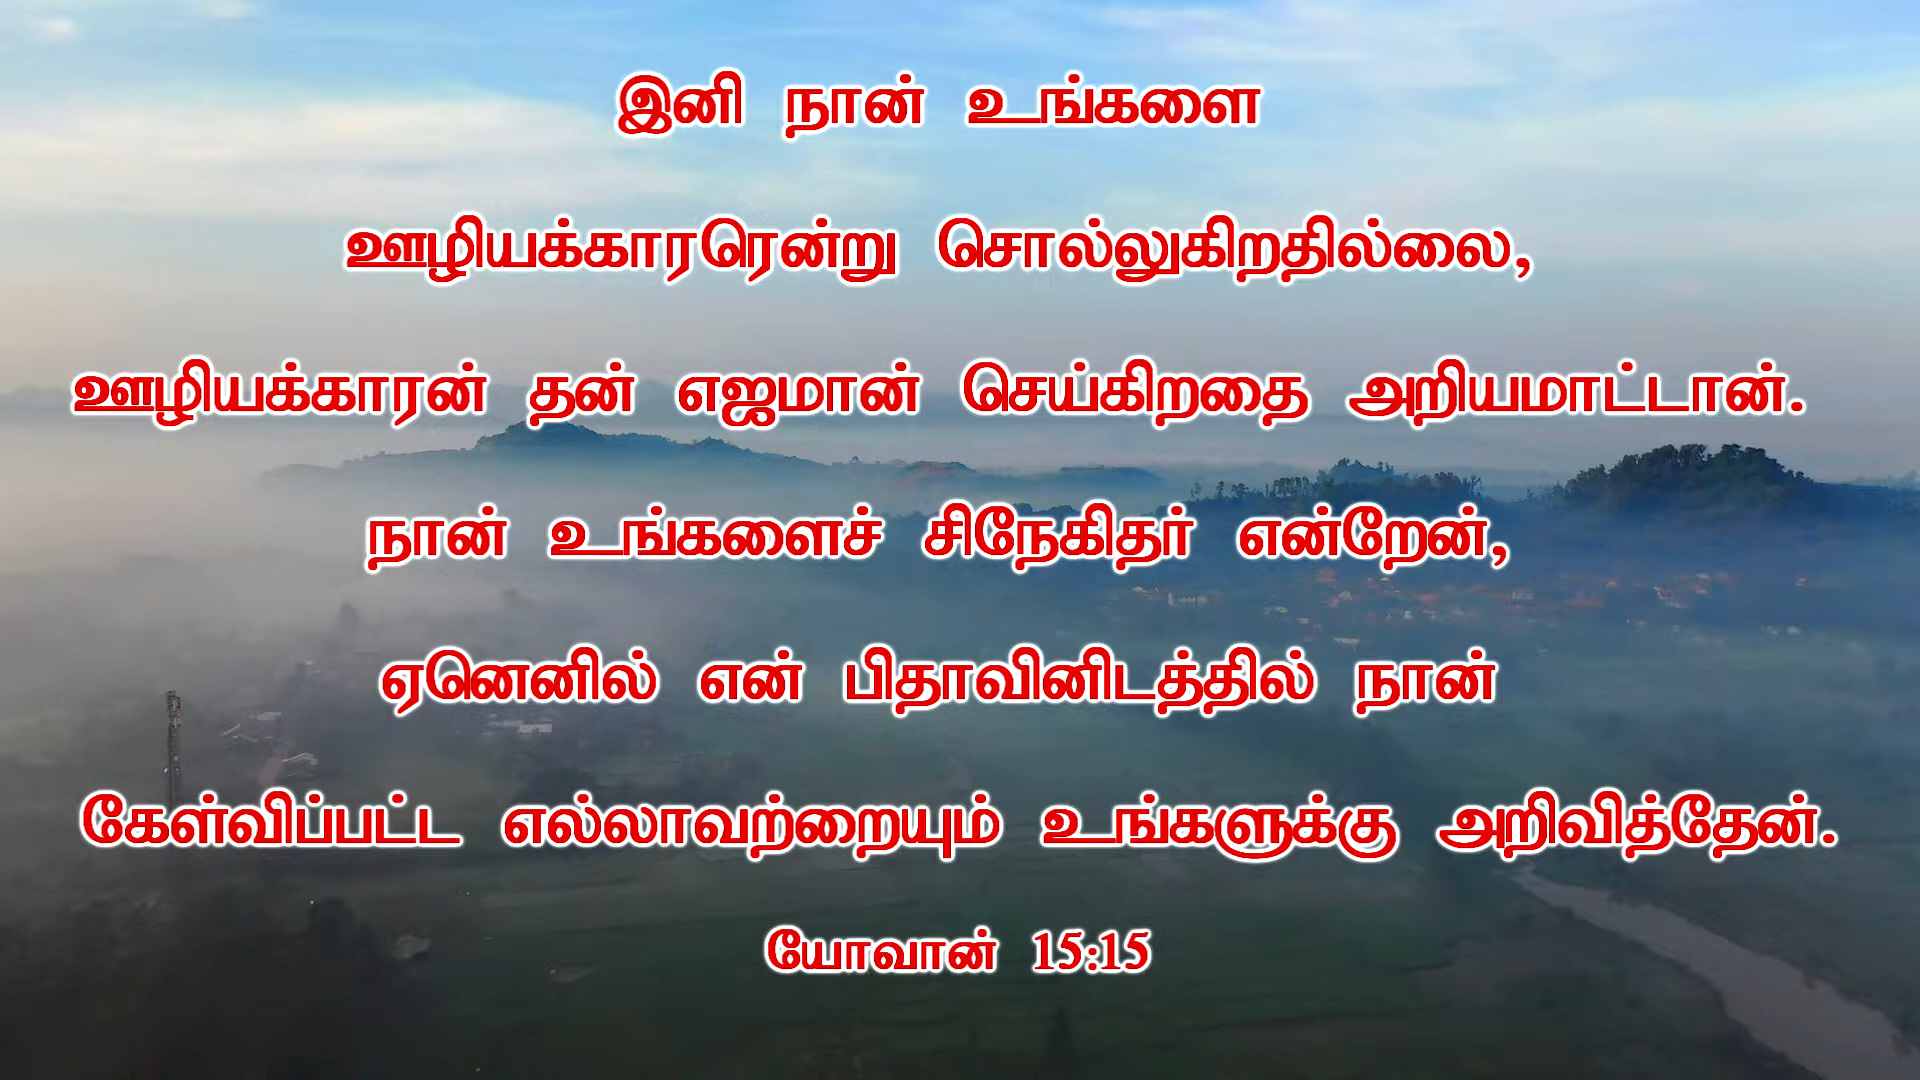 இனி நான் உங்களை
ஊழியக்காரரென்று சொல்லுகிறதில்லை,
ஊழியக்காரன் தன் எஜமான் செய்கிறதை அறியமாட்டான்.
நான் உங்களைச் சிநேகிதர் என்றேன்,
ஏனெனில் என் பிதாவினிடத்தில் நான்
கேள்விப்பட்ட எல்லாவற்றையும் உங்களுக்கு அறிவித்தேன்.
யோவான் 15:15